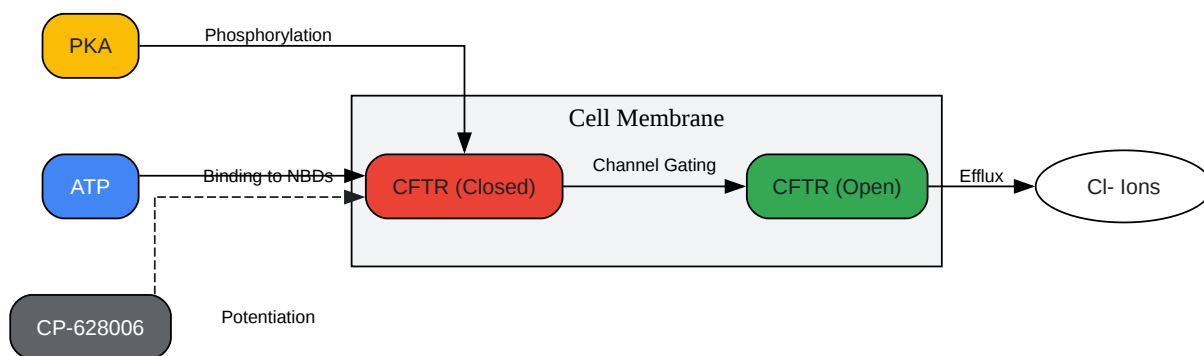 PKA
Phosphorylation
Cell Membrane
ATP
Binding to NBDs
CFTR (Closed)
Channel Gating
CFTR (Open)
Efflux
Cl- Ions
CP-628006
Potentiation